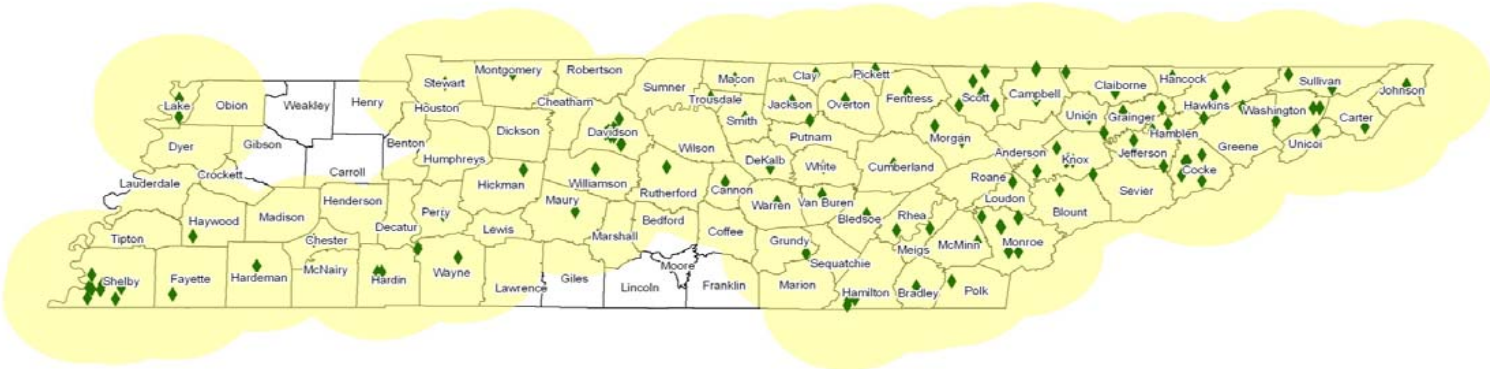 Stewart
Montgomery
Robertson
Sumner
Macon
Clay
Pickett
Scott
Campbell
Claiborne
Hancock
Sullivan
Johnson
Lake
Obion
Weakley
Henry
Houston
Cheatham
Trousdale
Jackson
Overton
Fentress
Union
Grainger
Hawkins
Washington
Carter
Dyer
Gibson
Benton
Dickson
Davidson
Smith
Putnam
Morgan
Hamblen
Greene
Unicoi
Crockett
Carroll
Humphreys
Wilson
DeKalb
White
Cumberland
Anderson
Knox
Jefferson
Cocke
Lauderdale
Henderson
Hickman
Williamson
Rutherford
Cannon
Roane
Sevier
Haywood
Madison
Decatur
Perry
Maury
Warren
Van Buren
Bledsoe
Rhea
Loudon
Blount
Tipton
Chester
Lewis
Marshall
Bedford
Coffee
Grundy
Meigs
McMinn
Monroe
Shelby
Fayette
Hardeman
McNairy
Hardin
Wayne
Lawrence
Giles
Moore
Lincoln
Franklin
Marion
Sequatchie
Hamilton
Bradley
Polk